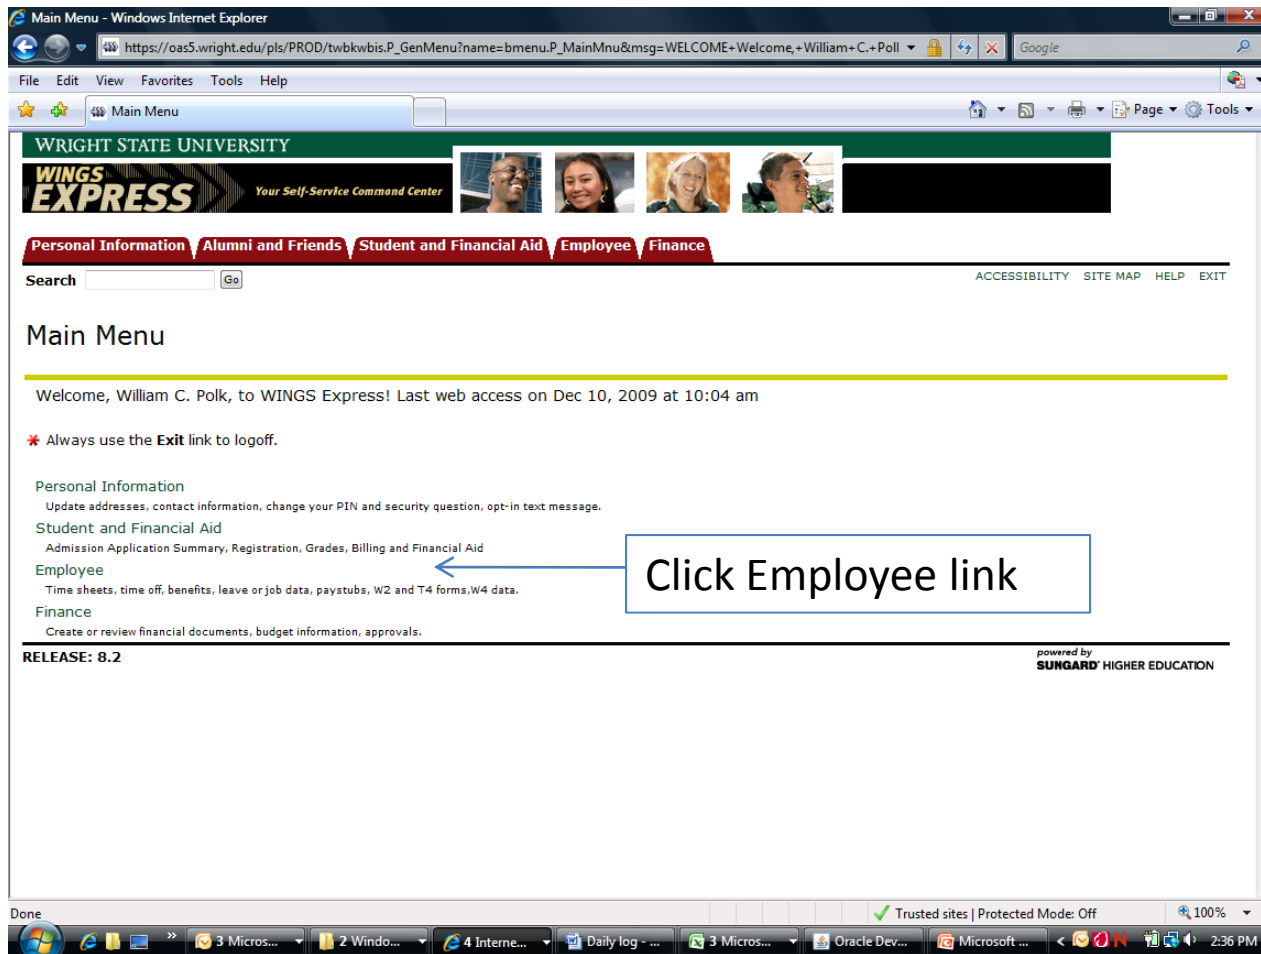 Main Menu - Windows Internet Explorer
https://oas5.wright.edu/pls/PROD/twbkwbis.P_GenMenu?name=bmenu.P_MainMnu&msg=WELCOME+Welcome,+William+C.+Poll
Google
File Edit View Favorites Tools Help
Main Menu
Page Tools
WRIGHT STATE UNIVERSITY
WINGS
EXPRESS
Your Self-Service Command Center
Personal Information Alumni and Friends Student and Financial Aid Employee Finance
Search Go
ACCESSIBILITY SITE MAP HELP EXIT
Main Menu
Welcome, William C. Polk, to WINGS Express! Last web access on Dec 10, 2009 at 10:04 am
* Always use the Exit link to logoff.
Personal Information
Update addresses, contact information, change your PIN and security question, opt-in text message.
Student and Financial Aid
Admission Application Summary, Registration, Grades, Billing and Financial Aid
Employee
Time sheets, time off, benefits, leave or job data, paystubs, W2 and T4 forms,W4 data.
Click Employee link
Finance
Create or review financial documents, budget information, approvals.
RELEASE: 8.2
powered by
SUNGARD HIGHER EDUCATION
Done
Trusted sites | Protected Mode: Off
100%
» 3 Micros... 2 Windo... 4 Interne... Daily log - ... 3 Micros... Oracle Dev... Microsoft ... < N 2:36 PM